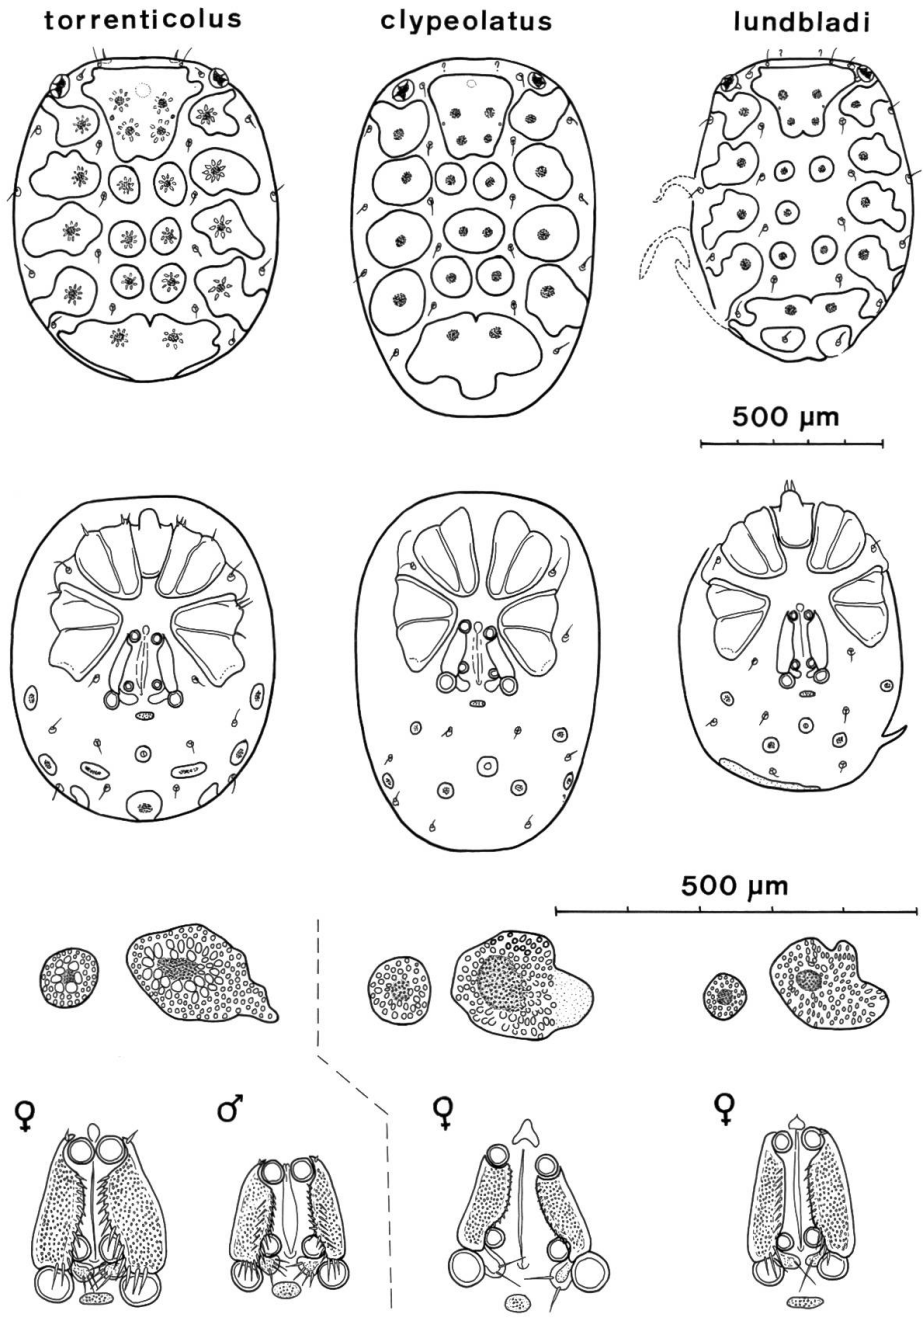 torrenticolus clypeolatus lundbladi
500 µm
500 µm
♀ ♂ ♀ ♀